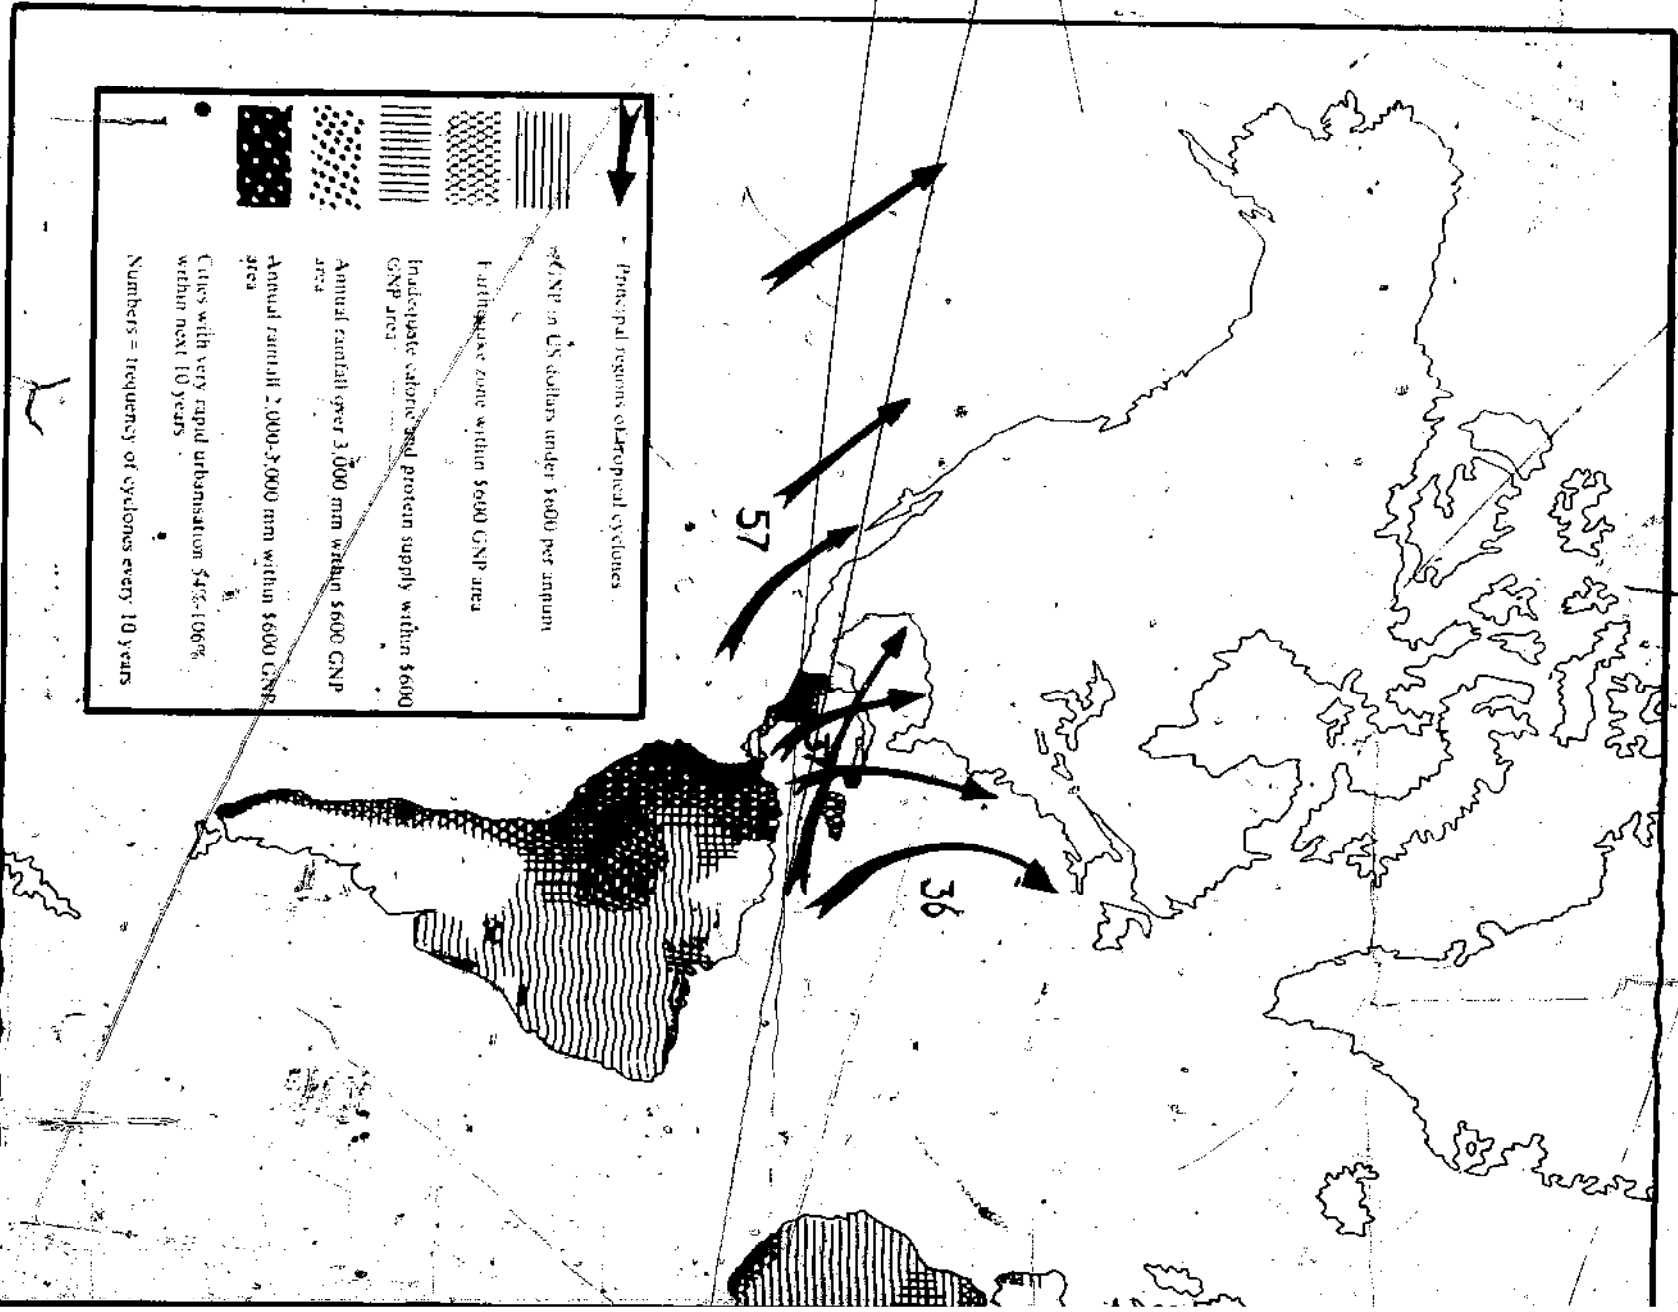 Principal regions of tropical cyclones
GNP in US dollars under $600 per annum
Earthquake zone within $600 GNP area
Inadequate calorie and protein supply within $600
GNP area
Annual rainfall over 3,000 mm within $600 GNP
area
Annual rainfall 2,000-3,000 mm within $600 GNP
area
Cities with very rapid urbanisation 54%-106%
within next 10 years
Numbers = frequency of cyclones every 10 years
57
36